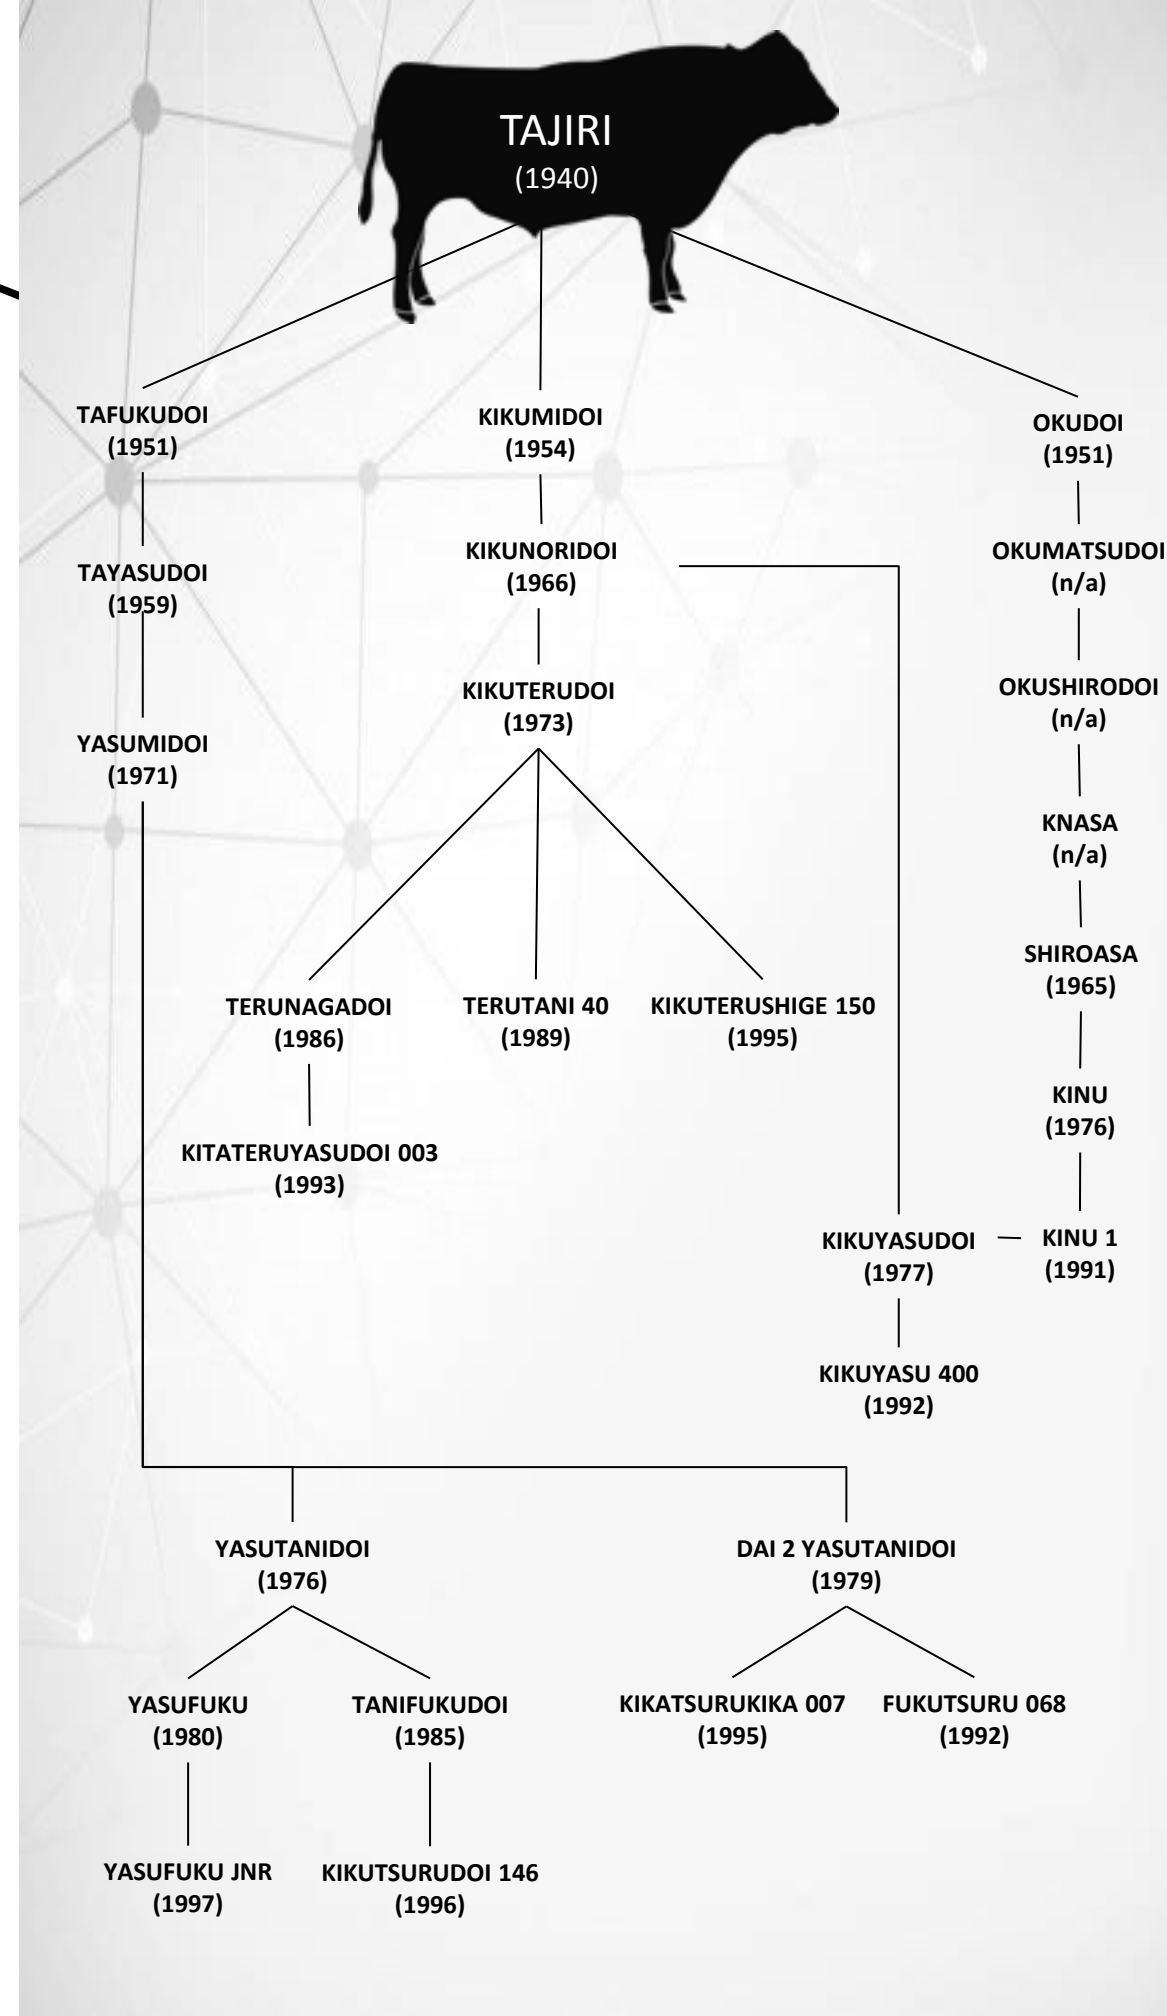 TAJIRI
(1940)
TAFUKUDOI
(1951)
KIKUMIDOI
(1954)
OKUDOI
(1951)
TAYASUDOI
(1959)
KIKUNORIDOI
(1966)
OKUMATSUDOI
(n/a)
YASUMIDOI
(1971)
KIKUTERUDOI
(1973)
OKUSHIRODOI
(n/a)
KNASA
(n/a)
SHIROASA
(1965)
TERUNAGADOI
(1986)
TERUTANI 40
(1989)
KIKUTERUSHIGE 150
(1995)
KINU
(1976)
KITATERUYASUDOI 003
(1993)
KIKUYASUDOI
(1977)
KINU 1
(1991)
KIKUYASU 400
(1992)
YASUTANIDOI
(1976)
DAI 2 YASUTANIDOI
(1979)
YASUFUKU
(1980)
TANIFUKUDOI
(1985)
KIKATSURUKIKA 007
(1995)
FUKUTSURU 068
(1992)
YASUFUKU JNR
(1997)
KIKUTSURUDOI 146
(1996)